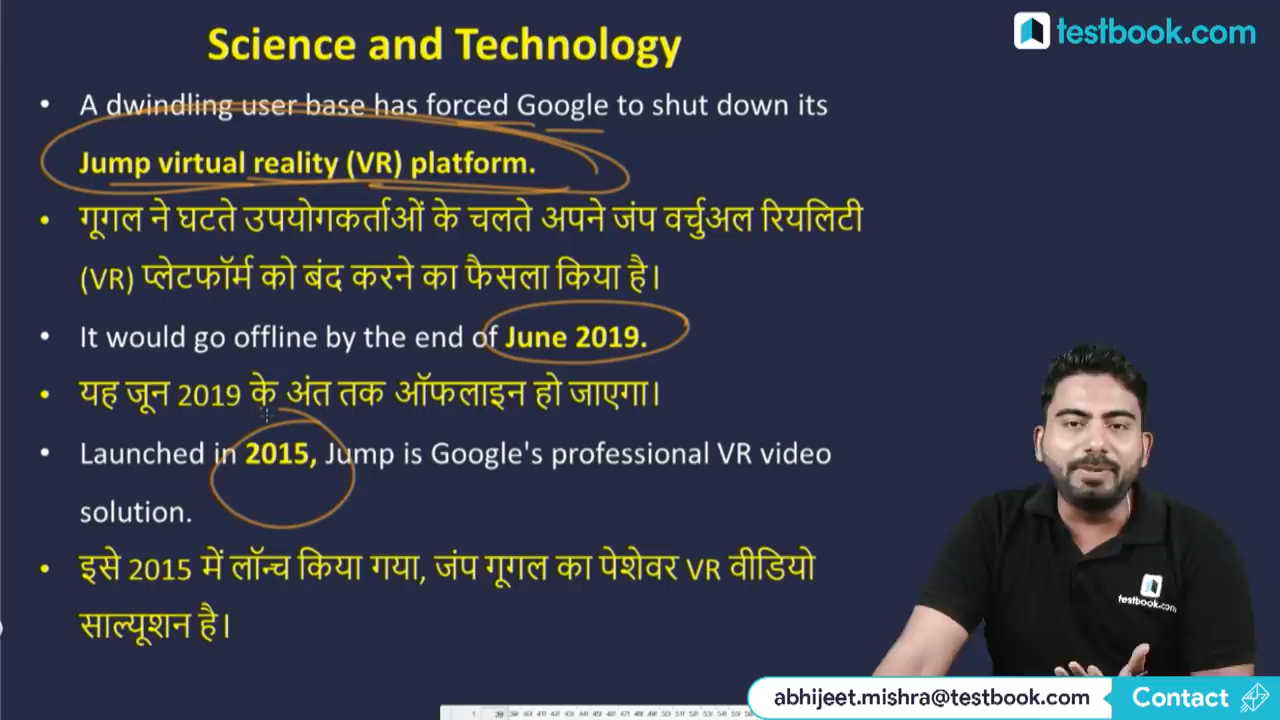 Science and Technology
testbook.com
• A dwindling user base has forced Google to shut down its
Jump virtual reality (VR) platform.
• गूगल ने घटते उपयोगकर्ताओं के चलते अपने जंप वर्चुअल रियलिटी
(VR) प्लेटफॉर्म को बंद करने का फैसला किया है।
• It would go offline by the end of June 2019.
• यह जून 2019 के अंत तक ऑफलाइन हो जाएगा।
• Launched in 2015, Jump is Google's professional VR video
solution.
• इसे 2015 में लॉन्च किया गया, जंप गूगल का पेशेवर VR वीडियो
साल्यूशन है।
testbook.com
abhijeet.mishra@testbook.com Contact